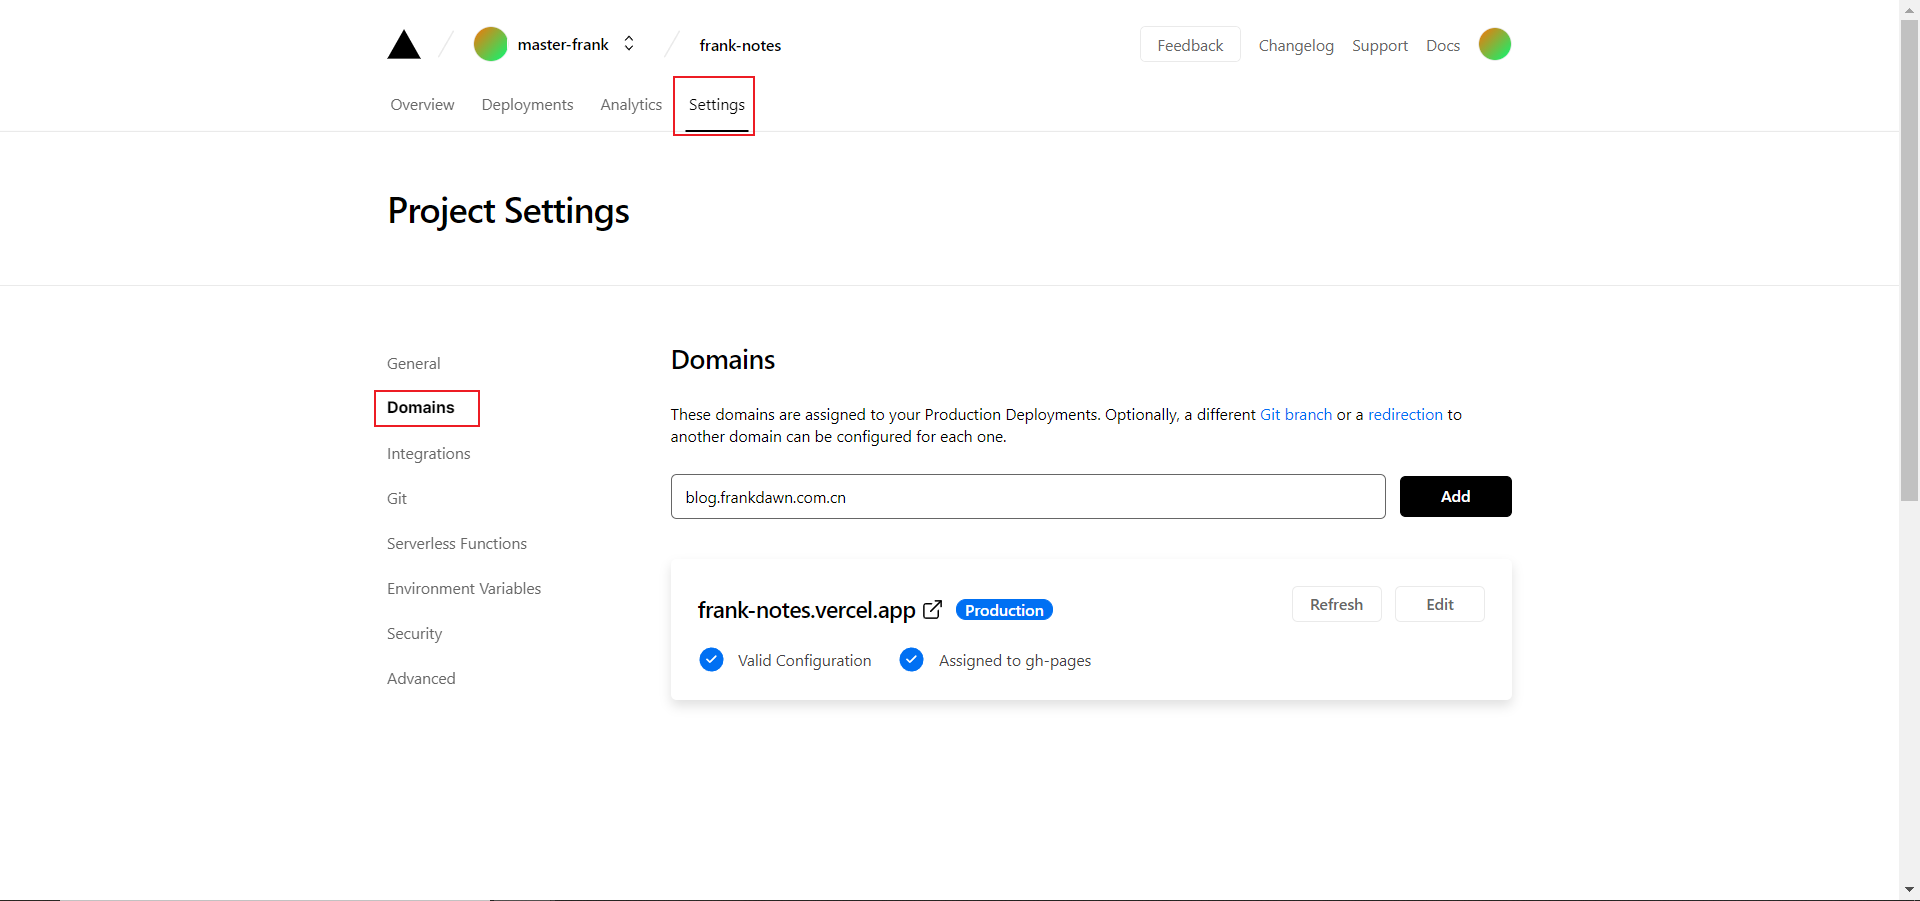 master-frank
frank-notes
Feedback
Changelog
Support
Docs
Overview
Deployments
Analytics
Settings
Project Settings
General
Domains
Integrations
Git
Serverless Functions
Environment Variables
Security
Advanced
Domains
These domains are assigned to your Production Deployments. Optionally, a different Git branch or a redirection to
another domain can be configured for each one.
blog.frankdawn.com.cn
Add
frank-notes.vercel.app
Production
Refresh
Edit
Valid Configuration
Assigned to gh-pages